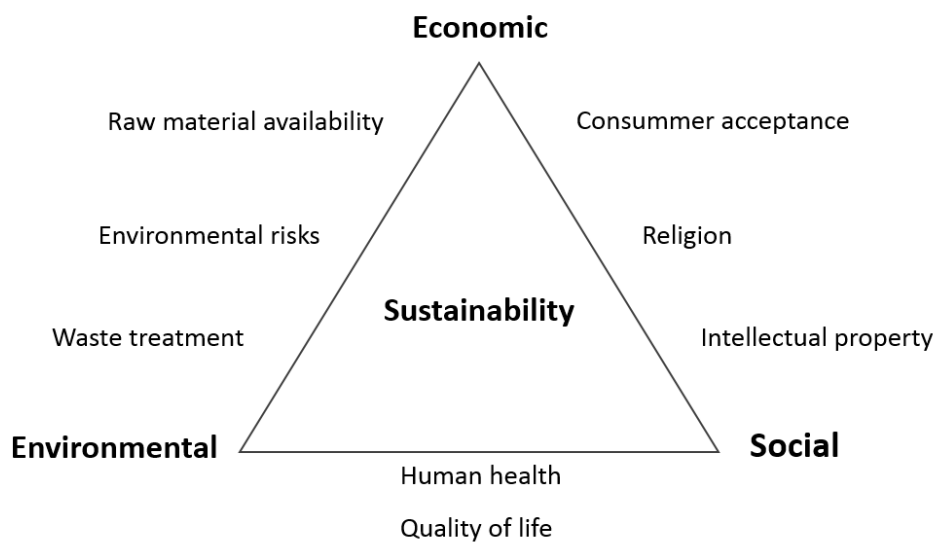 Economic
Raw material availability
Consummer acceptance
Environmental risks
Religion
Sustainability
Waste treatment
Intellectual property
Environmental
Social
Human health
Quality of life